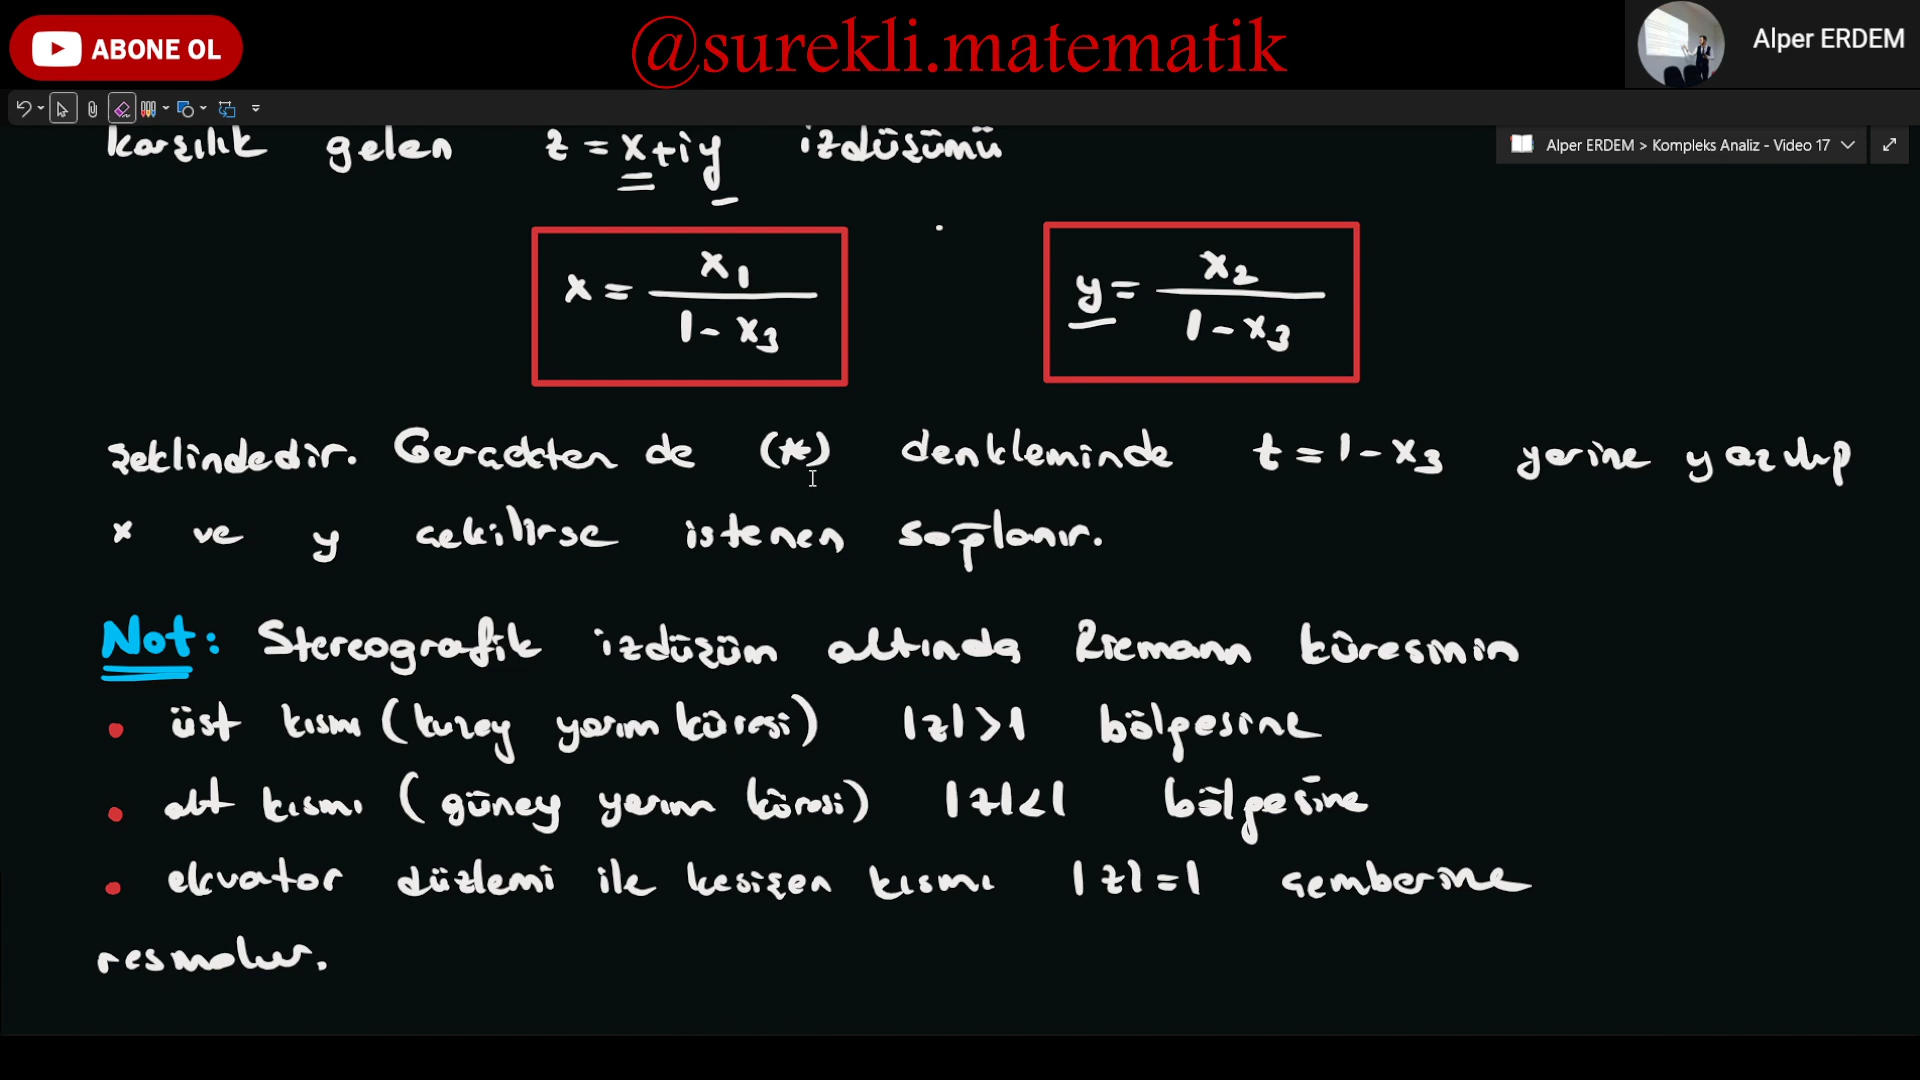 ABONE OL
@surekli.matematik
Alper ERDEM
Alper ERDEM > Kompleks Analiz - Video 17
karşılık gelen z = x+iy izdüşümü
x = x₁ / (1 - x₃)
y = x₂ / (1 - x₃)
şeklindedir. Gerçekten de (*) denkleminde t = 1 - x₃ yerine yazılıp
x ve y çekilirse istenen sağlanır.
Not: Stereografik izdüşüm altında Riemann küresinin
• üst kısmı (kuzey yarım küresi) |z| > 1 bölgesine
• alt kısmı (güney yarım küresi) |z| < 1 bölgesine
• ekvator düzlemi ile kesişen kısmı |z| = 1 çemberine
resmolur.